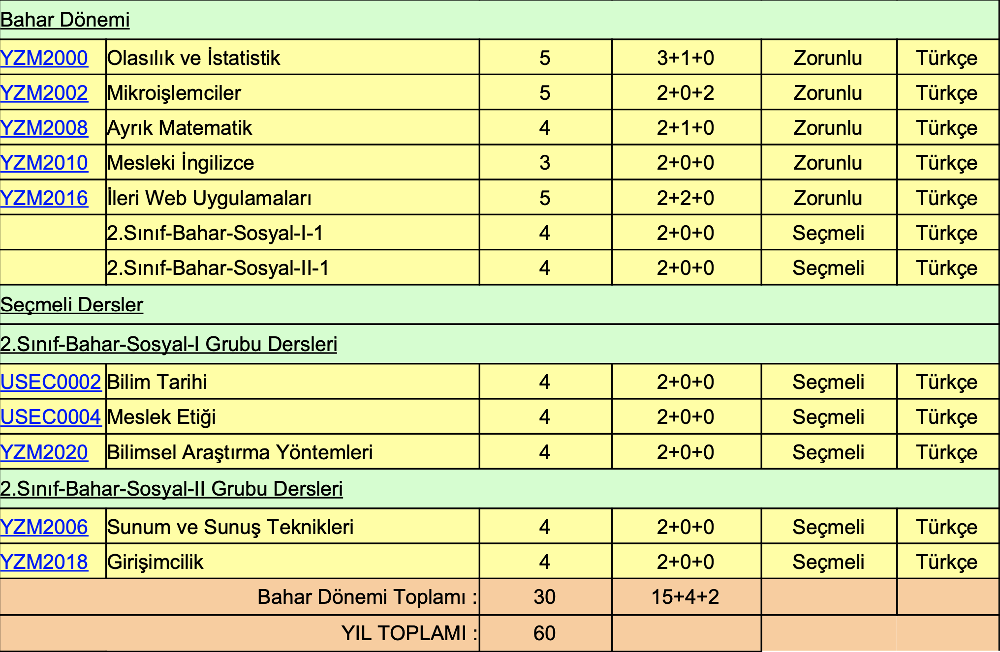 Bahar Dönemi
YZM2000 Olasılık ve İstatistik 5 3+1+0 Zorunlu Türkçe
YZM2002 Mikroişlemciler 5 2+0+2 Zorunlu Türkçe
YZM2008 Ayrık Matematik 4 2+1+0 Zorunlu Türkçe
YZM2010 Mesleki İngilizce 3 2+0+0 Zorunlu Türkçe
YZM2016 İleri Web Uygulamaları 5 2+2+0 Zorunlu Türkçe
2.Sınıf-Bahar-Sosyal-I-1 4 2+0+0 Seçmeli Türkçe
2.Sınıf-Bahar-Sosyal-II-1 4 2+0+0 Seçmeli Türkçe
Seçmeli Dersler
2.Sınıf-Bahar-Sosyal-I Grubu Dersleri
USEC0002 Bilim Tarihi 4 2+0+0 Seçmeli Türkçe
USEC0004 Meslek Etiği 4 2+0+0 Seçmeli Türkçe
YZM2020 Bilimsel Araştırma Yöntemleri 4 2+0+0 Seçmeli Türkçe
2.Sınıf-Bahar-Sosyal-II Grubu Dersleri
YZM2006 Sunum ve Sunuş Teknikleri 4 2+0+0 Seçmeli Türkçe
YZM2018 Girişimcilik 4 2+0+0 Seçmeli Türkçe
Bahar Dönemi Toplamı : 30 15+4+2
YIL TOPLAMI : 60